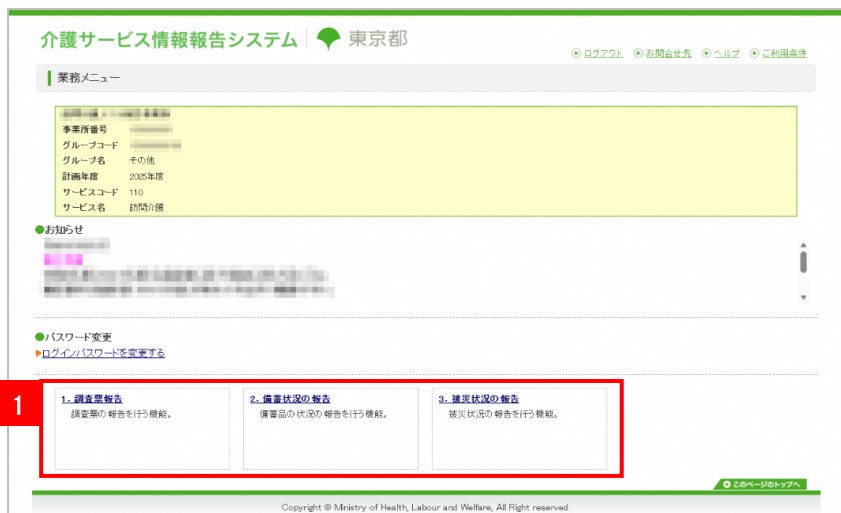 介護サービス情報報告システム 東京都
ログアウト お問合せ先 ヘルプ ご利用条件
業務メニュー
事業所番号
グループコード
グループ名 その他
計画年度 2025年度
サービスコード 110
サービス名 訪問介護
●お知らせ
●パスワード変更
ログインパスワードを変更する
1
1. 調査票報告
調査票の報告を行う機能。
2. 備蓄状況の報告
備蓄品の状況の報告を行う機能。
3. 被災状況の報告
被災状況の報告を行う機能。
このページのトップへ
Copyright © Ministry of Health, Labour and Welfare, All Right reserved.